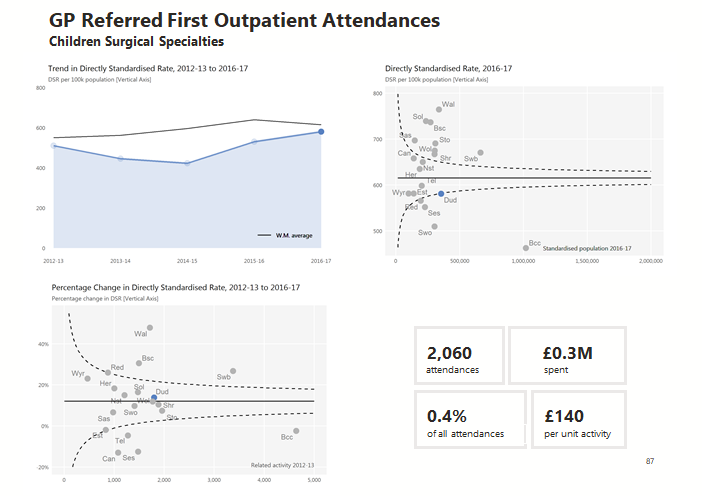 GP Referred First Outpatient Attendances
Children Surgical Specialties
Trend in Directly Standardised Rate, 2012-13 to 2016-17
DSR per 100k population [Vertical Axis]
800
600
400
200
0
W.M. average
2012-13 2013-14 2014-15 2015-16 2016-17
Directly Standardised Rate, 2016-17
DSR per 100k population [Vertical Axis]
800
700
600
500
Wal
Sol
Bsc
Sas
Sto
Wol
Can
Shr
Swb
Nst
Her
Tel
Wyr
Est
Dud
Red
Ses
Swo
Bcc
Standardised population 2016-17
0 500,000 1,000,000 1,500,000 2,000,000
Percentage Change in Directly Standardised Rate, 2012-13 to 2016-17
Percentage change in DSR [Vertical Axis]
40%
20%
0%
-20%
Wal
Bsc
Red
Wyr
Swb
Her
Sol
Dud
Nst
Wol
Shr
Swo
Sas
Sto
Est
Tel
Bcc
Can
Ses
Related activity 2012-13
0 1,000 2,000 3,000 4,000 5,000
2,060
attendances
£0.3M
spent
0.4%
of all attendances
£140
per unit activity
87